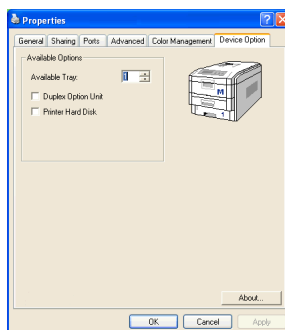 Properties
General Sharing Ports Advanced Color Management Device Option
Available Options
Available Tray: 1
Duplex Option Unit
Printer Hard Disk
M
1
About...
OK Cancel Apply